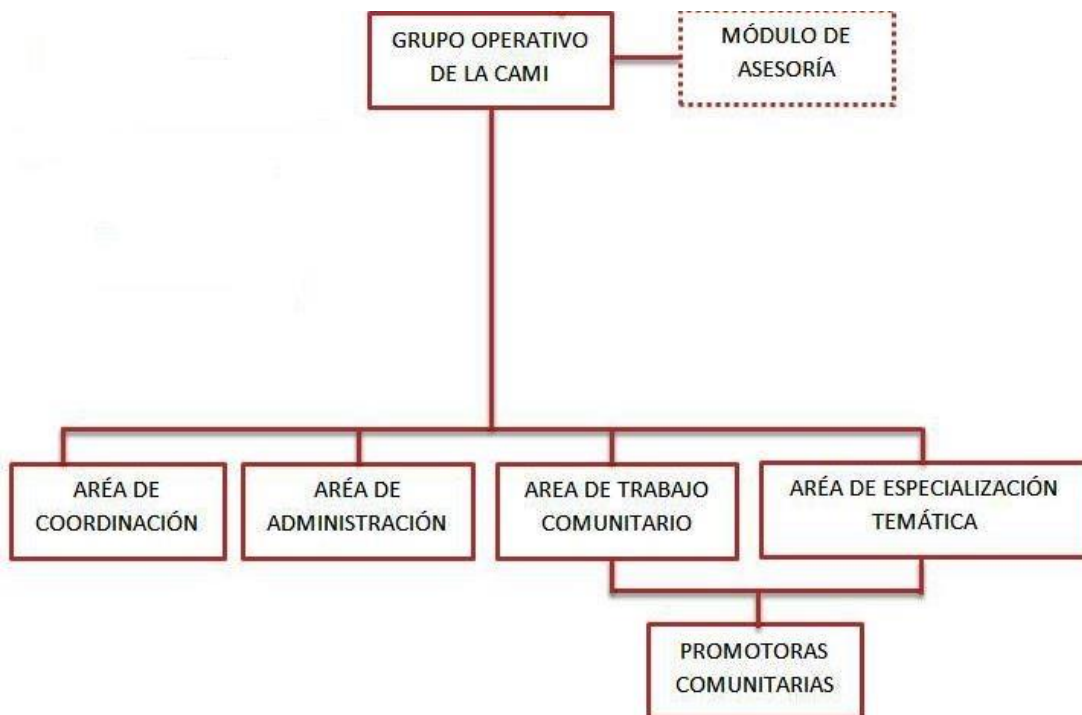 GRUPO OPERATIVO
DE LA CAMI
MÓDULO DE
ASESORÍA
ARÉA DE
COORDINACIÓN
ARÉA DE
ADMINISTRACIÓN
AREA DE TRABAJO
COMUNITARIO
ARÉA DE ESPECIALIZACIÓN
TEMÁTICA
PROMOTORAS
COMUNITARIAS